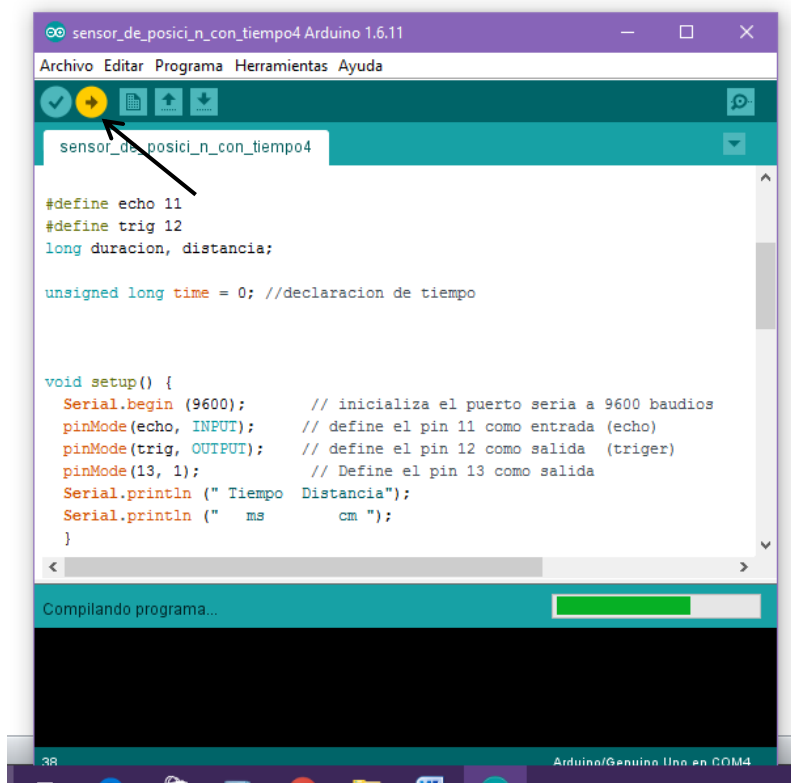 sensor_de_posici_n_con_tiempo4 Arduino 1.6.11
Archivo Editar Programa Herramientas Ayuda
sensor_de_posici_n_con_tiempo4
#define echo 11
#define trig 12
long duracion, distancia;
unsigned long time = 0; //declaracion de tiempo
void setup() {
Serial.begin (9600); // inicializa el puerto seria a 9600 baudios
pinMode(echo, INPUT); // define el pin 11 como entrada (echo)
pinMode(trig, OUTPUT); // define el pin 12 como salida (triger)
pinMode(13, 1); // Define el pin 13 como salida
Serial.println (" Tiempo Distancia");
Serial.println (" ms cm ");
}
Compilando programa...
38 Arduino/Genuino Uno en COM4